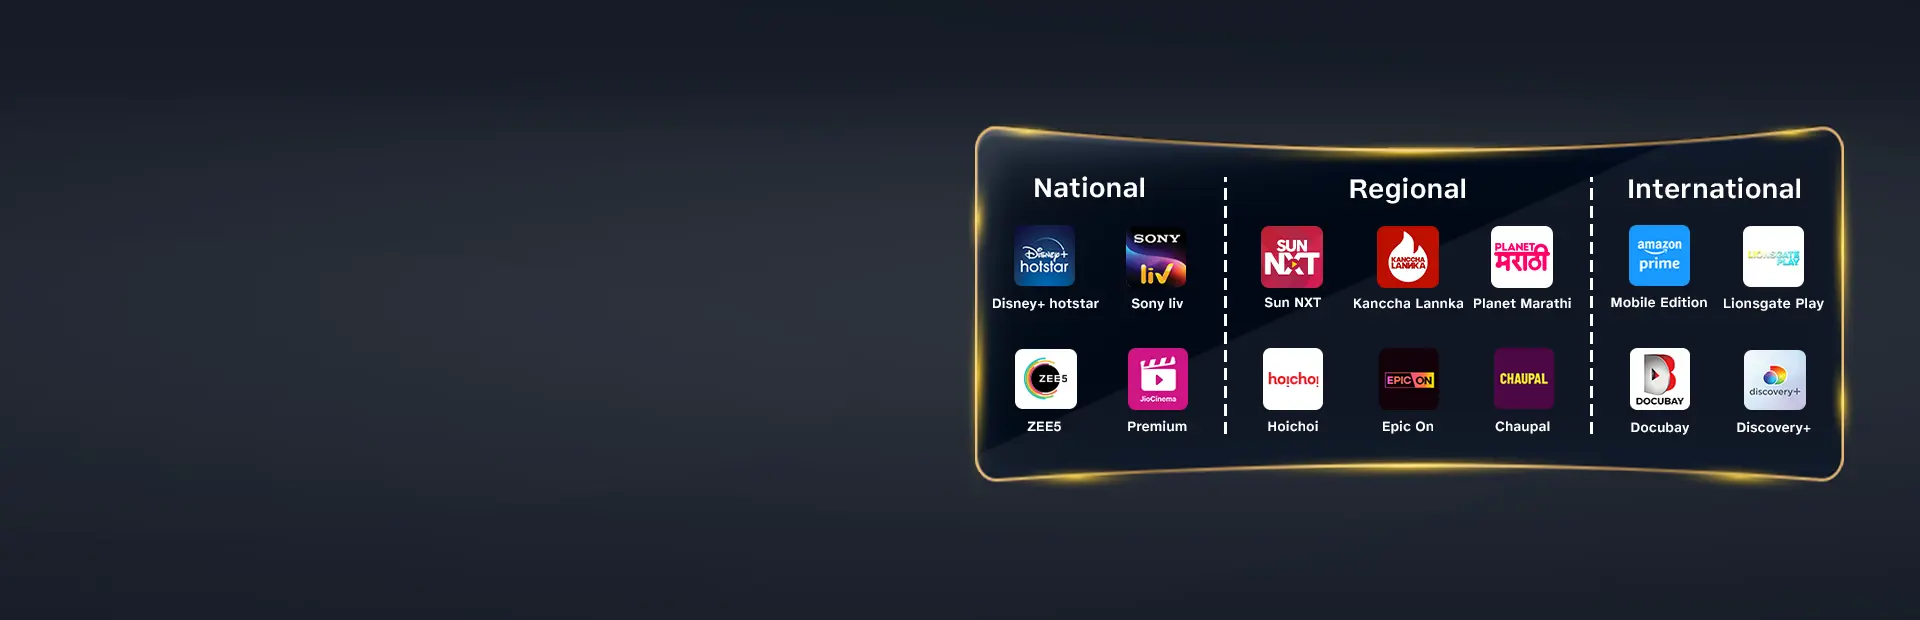 National
Disney+
hotstar
SONY
liv
Disney+ hotstar
Sony liv
ZEE5
JioCinema
ZEE5
Premium
Regional
SUN
NXT
KANCCHA
LANNKA
PLANET
मराठी
Sun NXT
Kanccha Lannka
Planet Marathi
hoichoi
EPIC ON
CHAUPAL
Hoichoi
Epic On
Chaupal
International
amazon
prime
LIONSGATE
PLAY
Mobile Edition
Lionsgate Play
DOCUBAY
discovery+
Docubay
Discovery+